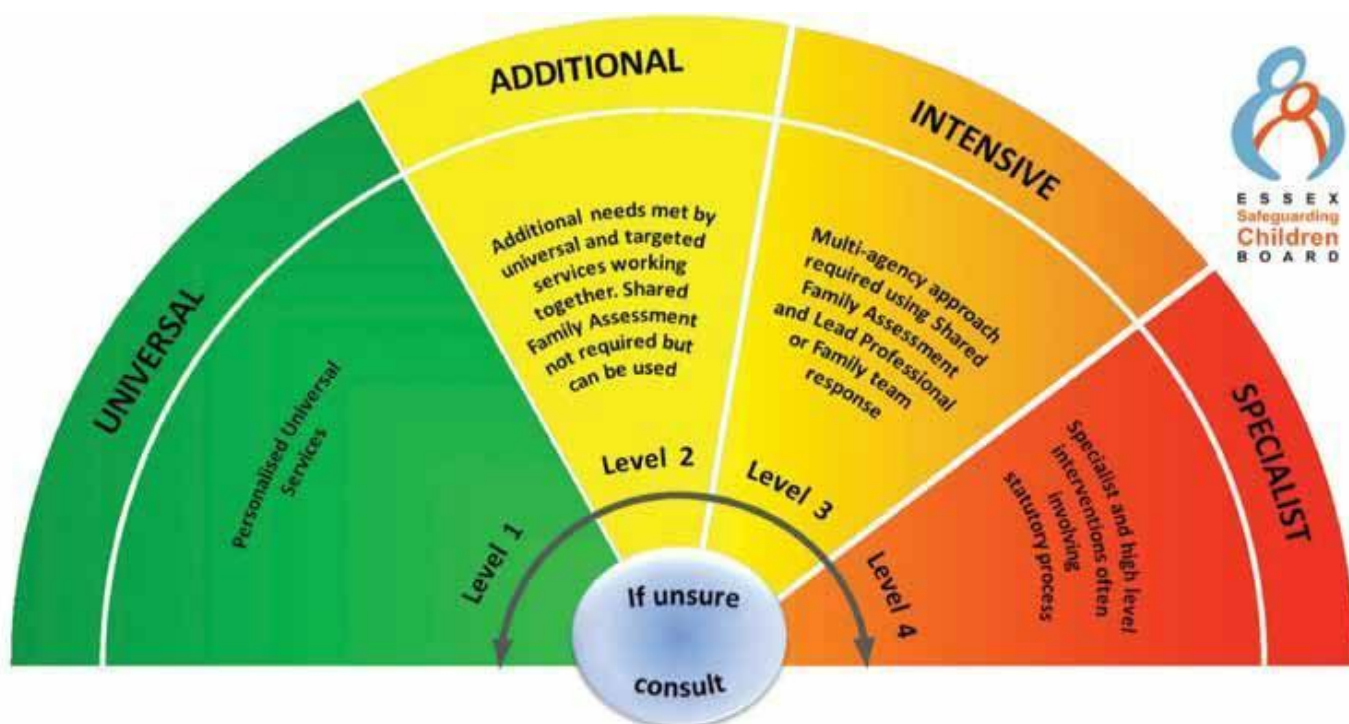 UNIVERSAL
Personalised Universal
Services
Level 1
ADDITIONAL
Additional needs met by
universal and targeted
services working
together. Shared
Family Assessment
not required but
can be used
Level 2
INTENSIVE
Multi-agency approach
required using Shared
Family Assessment
and Lead Professional
or Family team
response
Level 3
SPECIALIST
Specialist and high level
interventions often
involving
statutory process
Level 4
If unsure
consult
ESSEX
Safeguarding
Children
BOARD